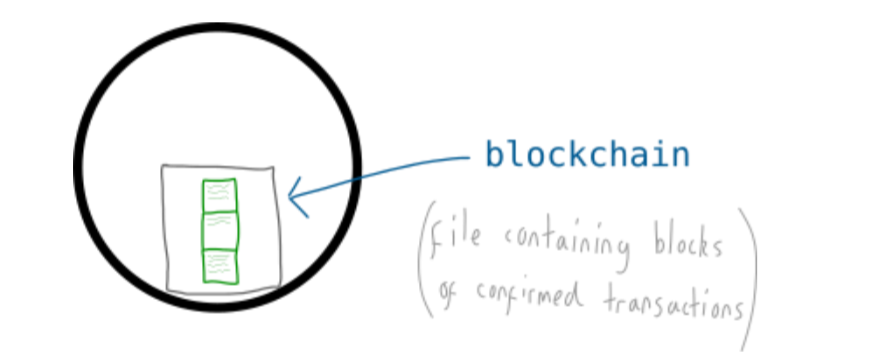 blockchain
(file containing blocks
of confirmed transactions)